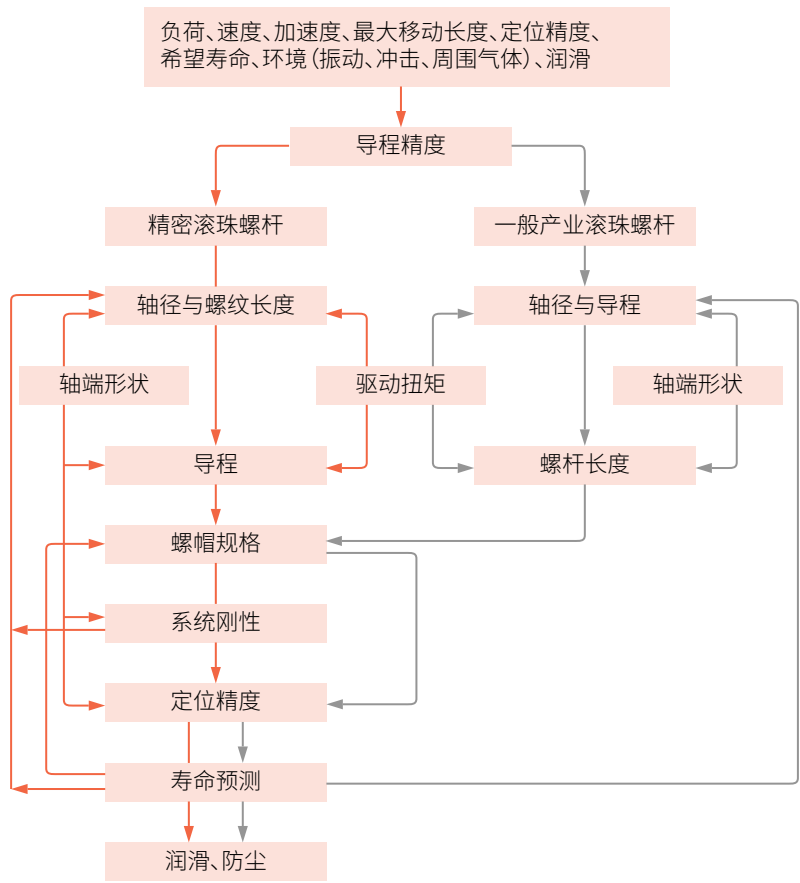 负荷、速度、加速度、最大移动长度、定位精度、
希望寿命、环境（振动、冲击、周围气体）、润滑
导程精度
精密滚珠螺杆
一般产业滚珠螺杆
轴径与螺纹长度
轴径与导程
轴端形状
驱动扭矩
轴端形状
导程
螺杆长度
螺帽规格
系统刚性
定位精度
寿命预测
润滑、防尘